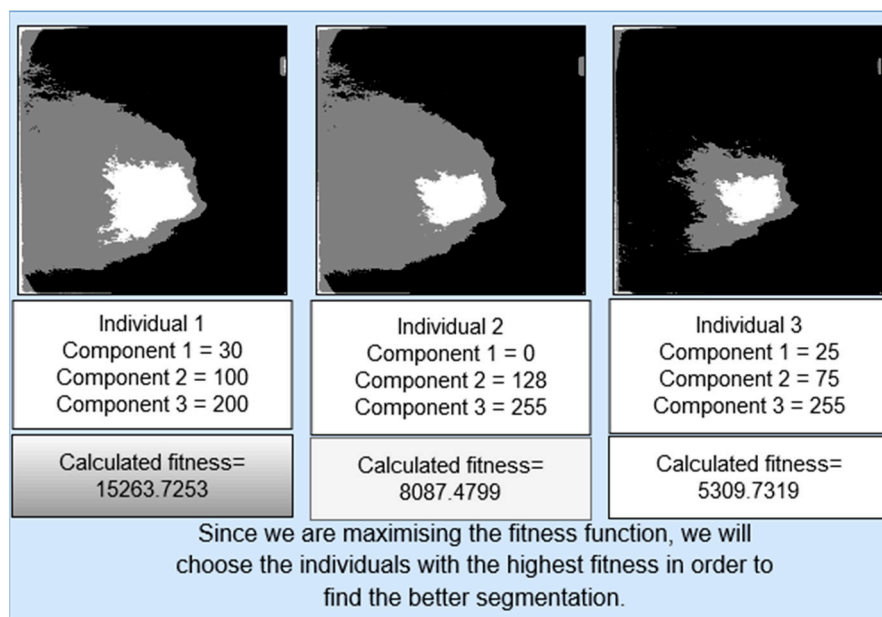 Individual 1
Component 1 = 30
Component 2 = 100
Component 3 = 200
Individual 2
Component 1 = 0
Component 2 = 128
Component 3 = 255
Individual 3
Component 1 = 25
Component 2 = 75
Component 3 = 255
Calculated fitness=
15263.7253
Calculated fitness=
8087.4799
Calculated fitness=
5309.7319
Since we are maximising the fitness function, we will
choose the individuals with the highest fitness in order to
find the better segmentation.